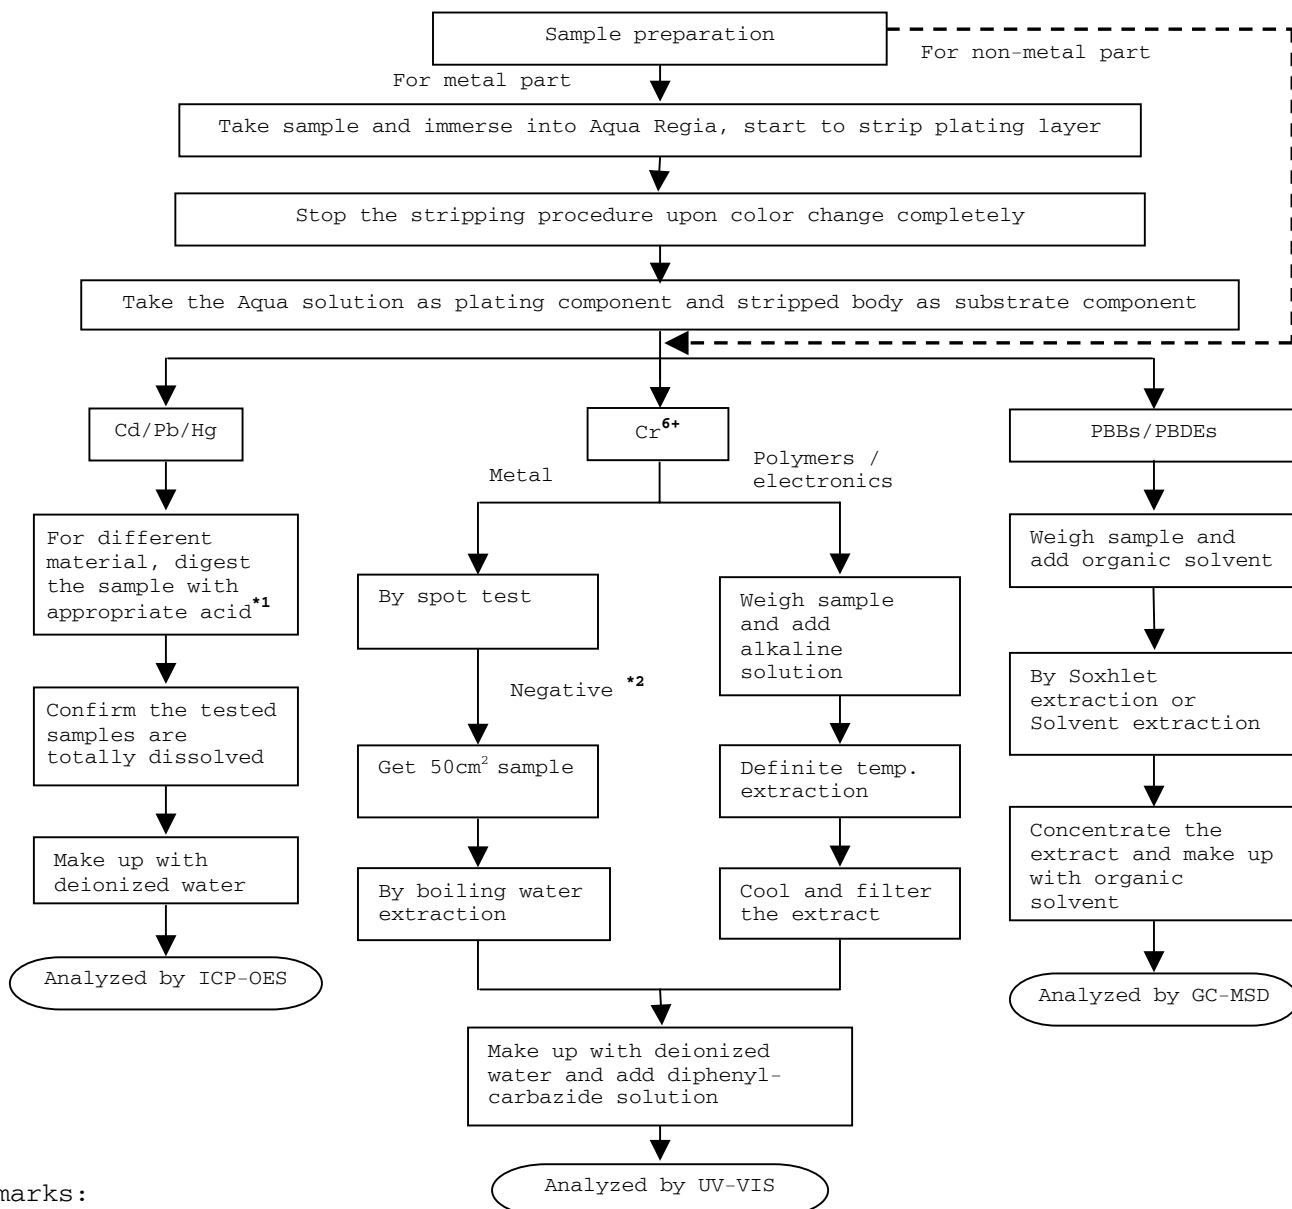 Sample preparation
For non-metal part
For metal part
Take sample and immerse into Aqua Regia, start to strip plating layer
Stop the stripping procedure upon color change completely
Take the Aqua solution as plating component and stripped body as substrate component
Cd/Pb/Hg
Cr6+
PBBs/PBDEs
Metal
Polymers /
electronics
For different
material, digest
the sample with
appropriate acid*1
Confirm the tested
samples are
totally dissolved
Make up with
deionized water
Analyzed by ICP-OES
By spot test
Negative *2
Get 50cm2 sample
By boiling water
extraction
Weigh sample
and add
alkaline
solution
Definite temp.
extraction
Cool and filter
the extract
Make up with deionized
water and add diphenyl-
carbazide solution
Analyzed by UV-VIS
Weigh sample and
add organic solvent
By Soxhlet
extraction or
Solvent extraction
Concentrate the
extract and make up
with organic
solvent
Analyzed by GC-MSD
marks: